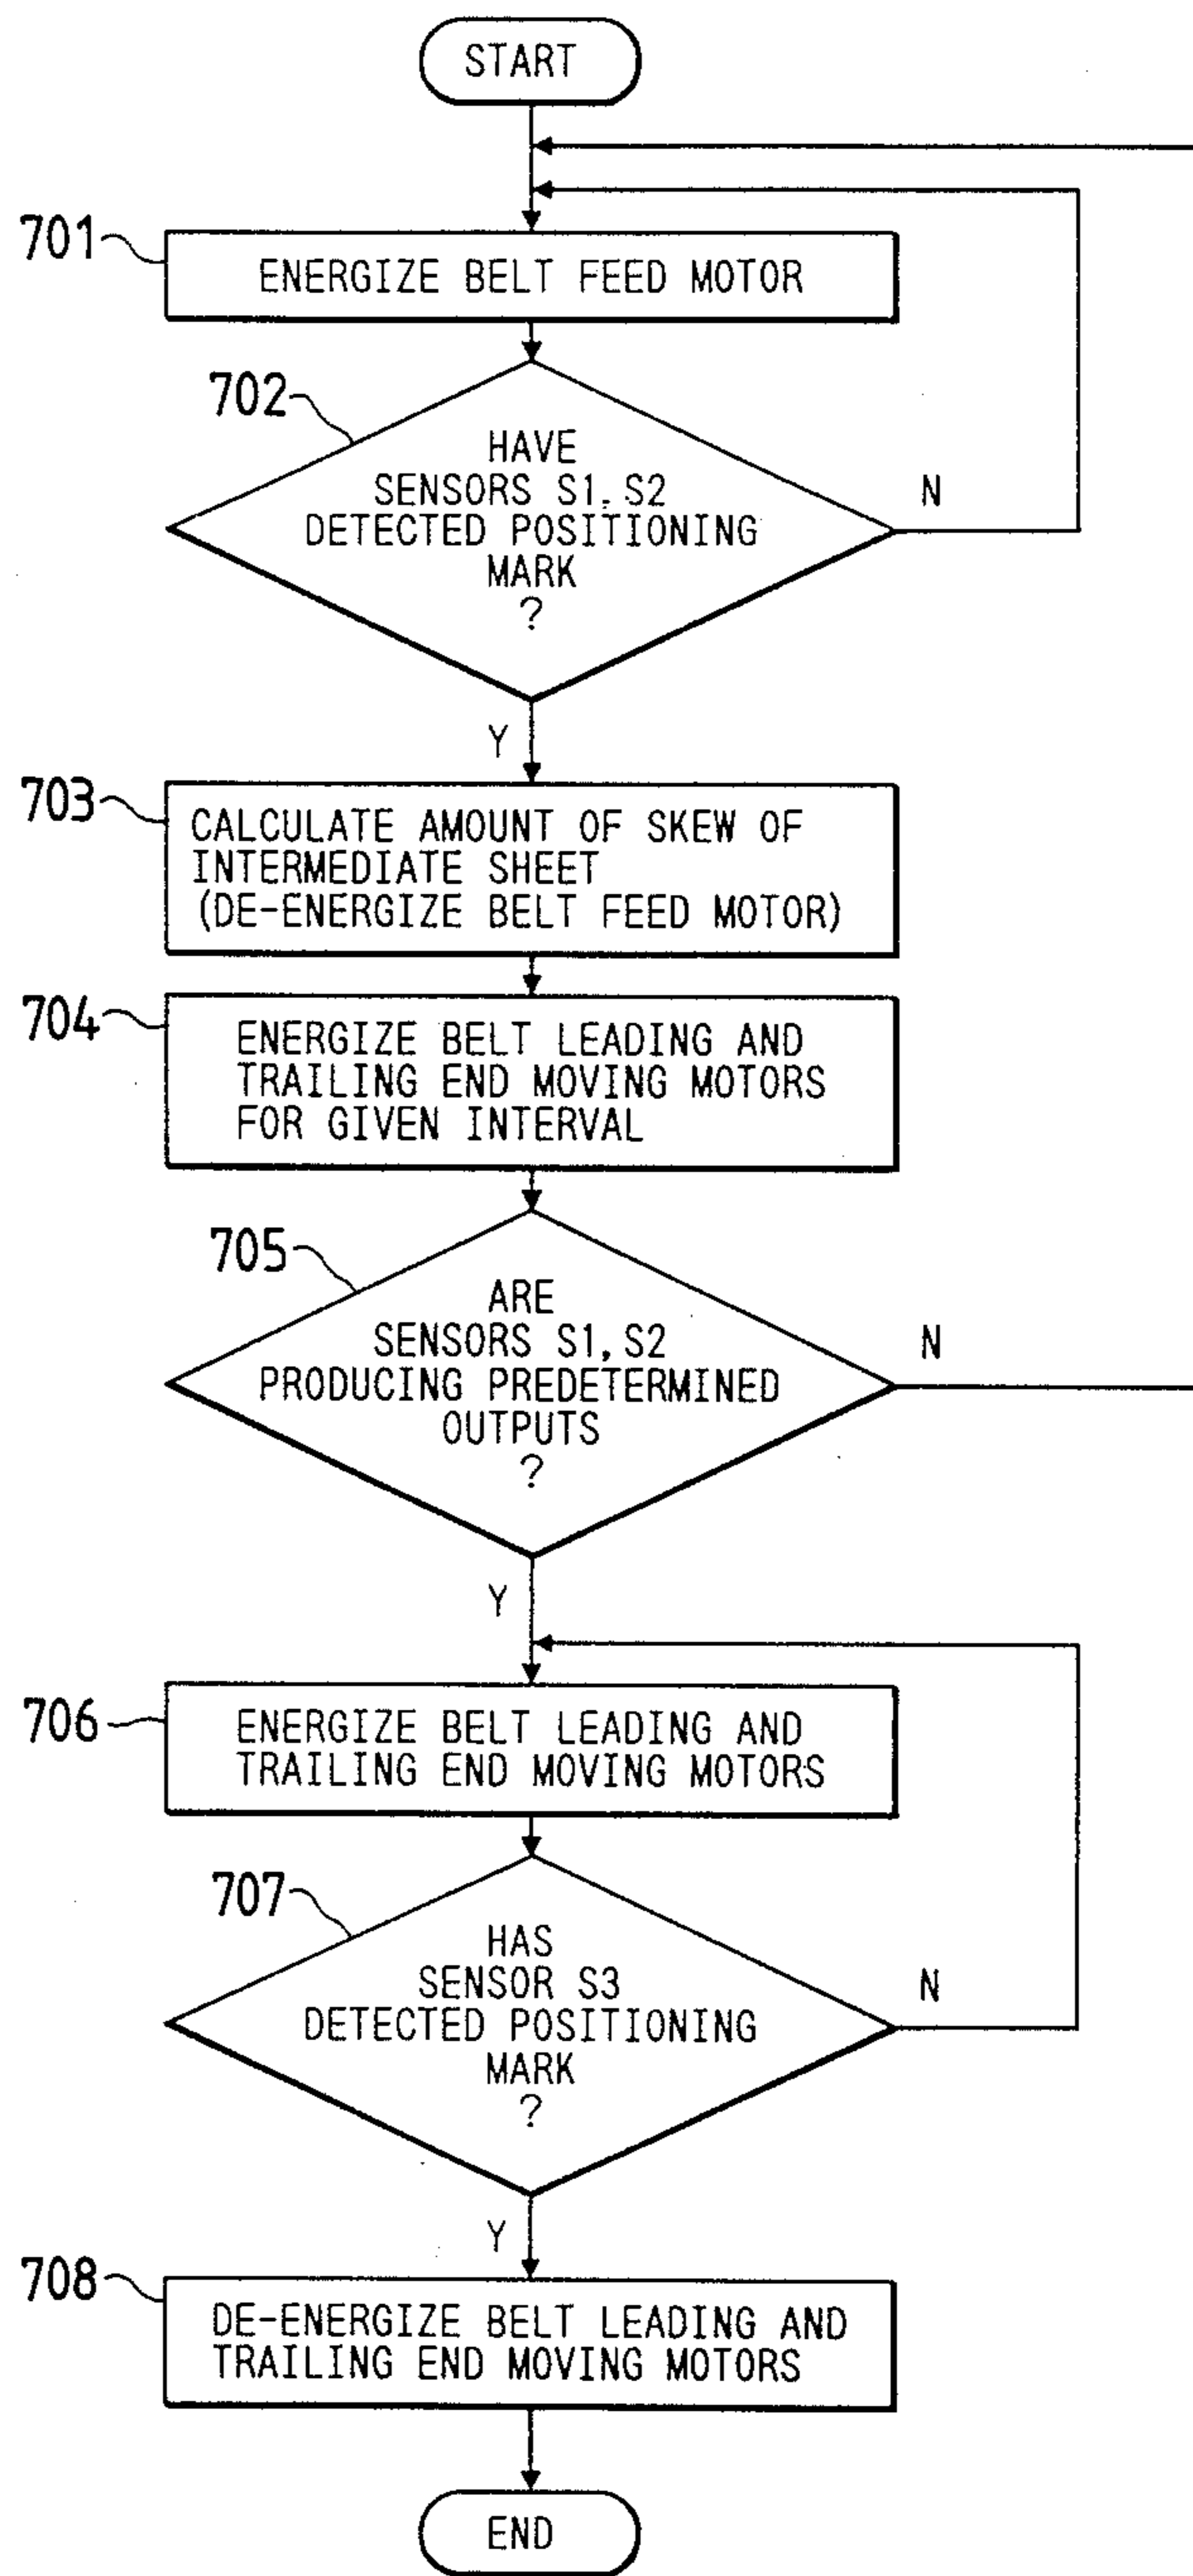 START
701
ENERGIZE BELT FEED MOTOR
702
HAVE
SENSORS S1, S2
DETECTED POSITIONING
MARK
?
N
Y
703
CALCULATE AMOUNT OF SKEW OF
INTERMEDIATE SHEET
(DE-ENERGIZE BELT FEED MOTOR)
704
ENERGIZE BELT LEADING AND
TRAILING END MOVING MOTORS
FOR GIVEN INTERVAL
705
ARE
SENSORS S1, S2
PRODUCING PREDETERMINED
OUTPUTS
?
N
Y
706
ENERGIZE BELT LEADING AND
TRAILING END MOVING MOTORS
707
HAS
SENSOR S3
DETECTED POSITIONING
MARK
?
N
Y
708
DE-ENERGIZE BELT LEADING AND
TRAILING END MOVING MOTORS
END